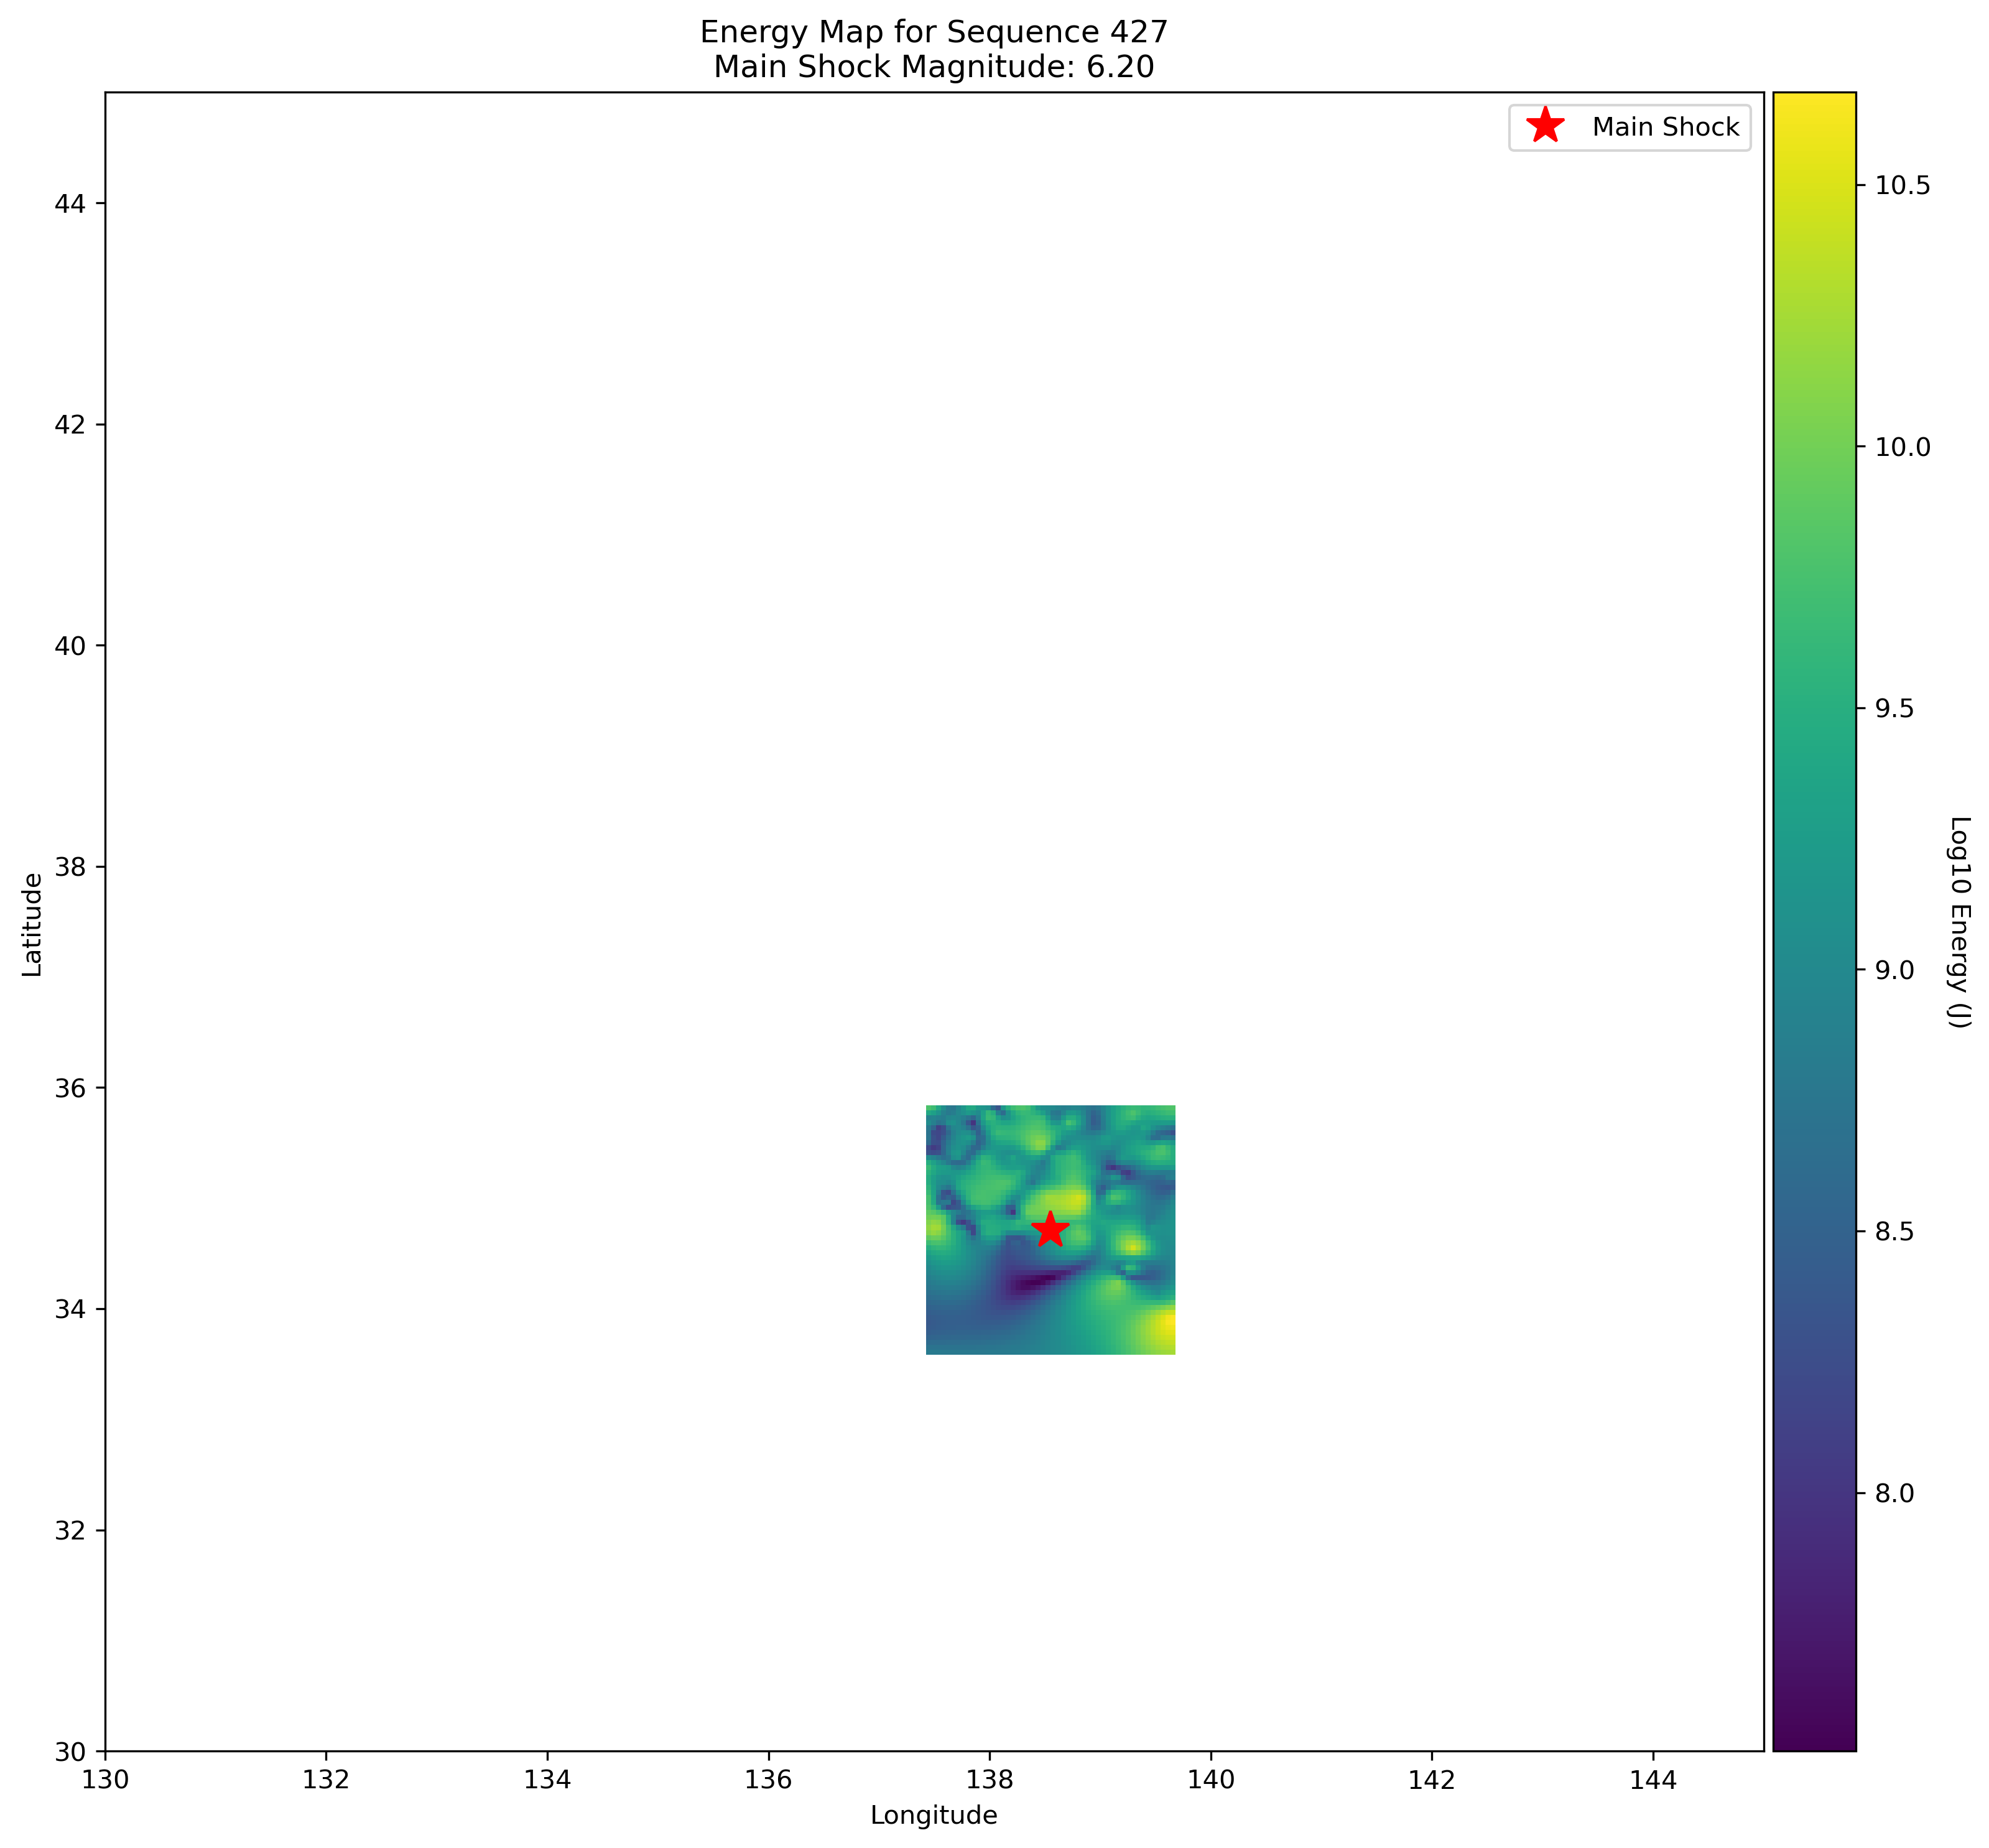 Energy Map for Sequence 427
Main Shock Magnitude: 6.20
Main Shock
Latitude
44
42
40
38
36
34
32
30
130 132 134 136 138 140 142 144
Longitude
10.5
10.0
9.5
9.0
8.5
8.0
Log10 Energy (J)